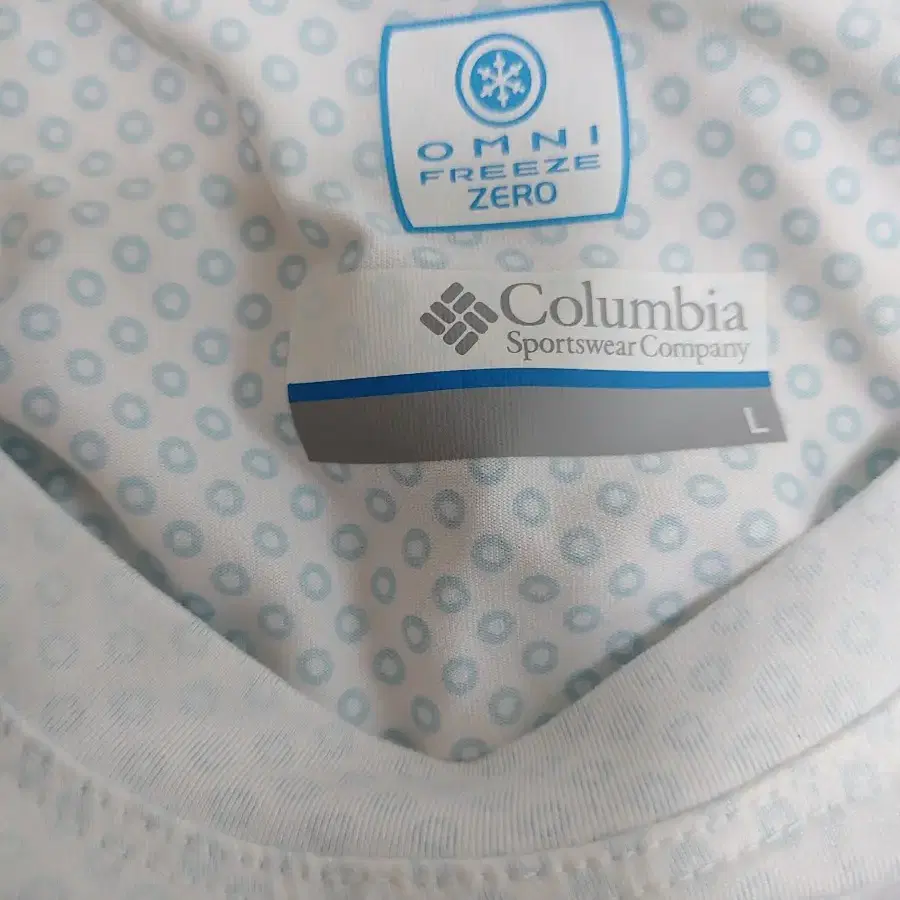 OMNI
FREEZE
ZERO
Columbia
Sportswear Company
L